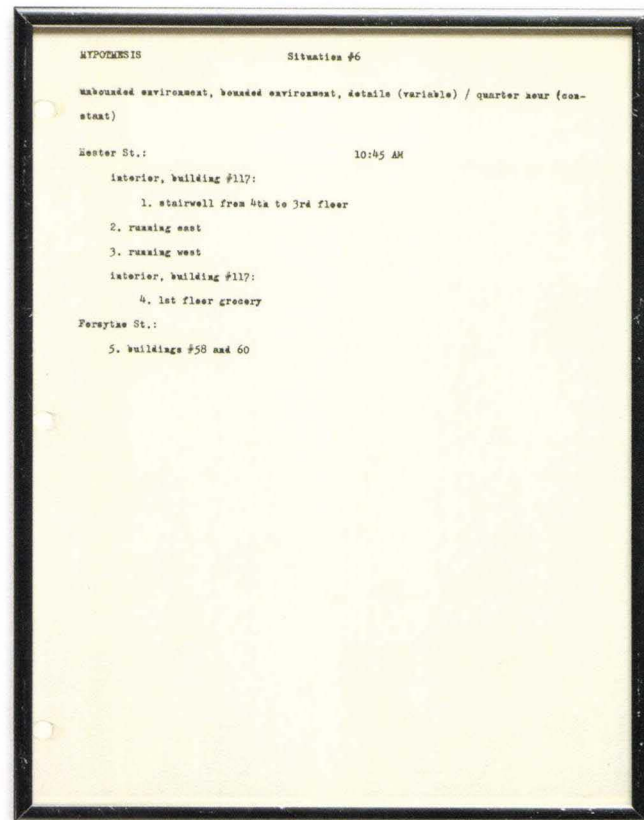 HYPOTHESIS Situation #6
unbounded environment, bounded environment, details (variable) / quarter hour (con-
stant)
Hester St.: 10:45 AM
interior, building #117:
1. stairwell from 4th to 3rd floor
2. running east
3. running west
interior, building #117:
4. 1st floor grocery
Forsythe St.:
5. buildings #58 and 60